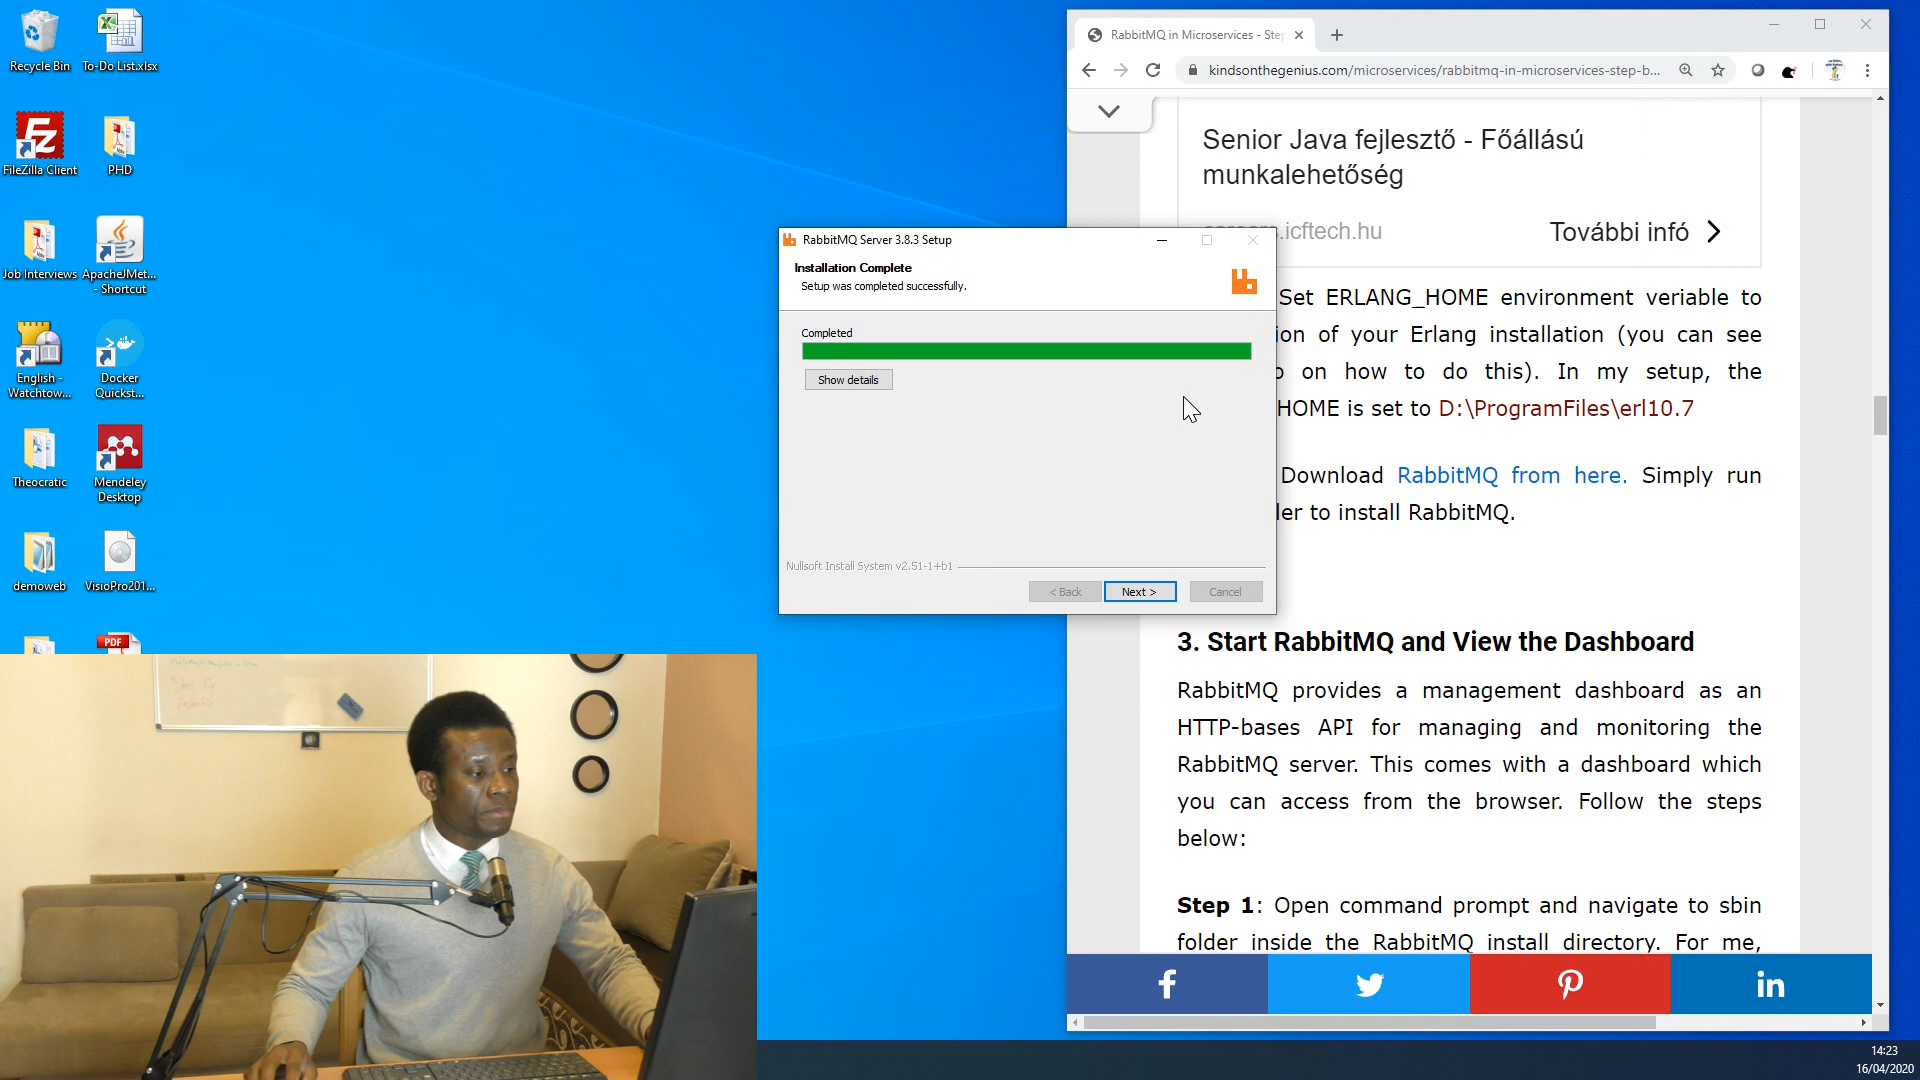 Recycle Bin
To-Do List.xlsx
FileZilla Client
PHD
Job Interviews
ApacheJMet...
- Shortcut
English -
Watchtow...
Docker
Quickst...
Theocratic
Mendeley
Desktop
demoweb
VisioPro201...
PDF
RabbitMQ Server 3.8.3 Setup
Installation Complete
Setup was completed successfully.
Completed
Show details
Nullsoft Install System v2.51-1+b1
< Back
Next >
Cancel
RabbitMQ in Microservices - Ste
kindsonthegenius.com/microservices/rabbitmq-in-microservices-step-b...
Senior Java fejlesztő - Főállású
munkalehetőség
.icftech.hu
További infó
Set ERLANG_HOME environment veriable to
ion of your Erlang installation (you can see
on how to do this). In my setup, the
HOME is set to D:\ProgramFiles\erl10.7
Download RabbitMQ from here. Simply run
ler to install RabbitMQ.
3. Start RabbitMQ and View the Dashboard
RabbitMQ provides a management dashboard as an
HTTP-bases API for managing and monitoring the
RabbitMQ server. This comes with a dashboard which
you can access from the browser. Follow the steps
below:
Step 1: Open command prompt and navigate to sbin
folder inside the RabbitMQ install directory. For me,
14:23
16/04/2020